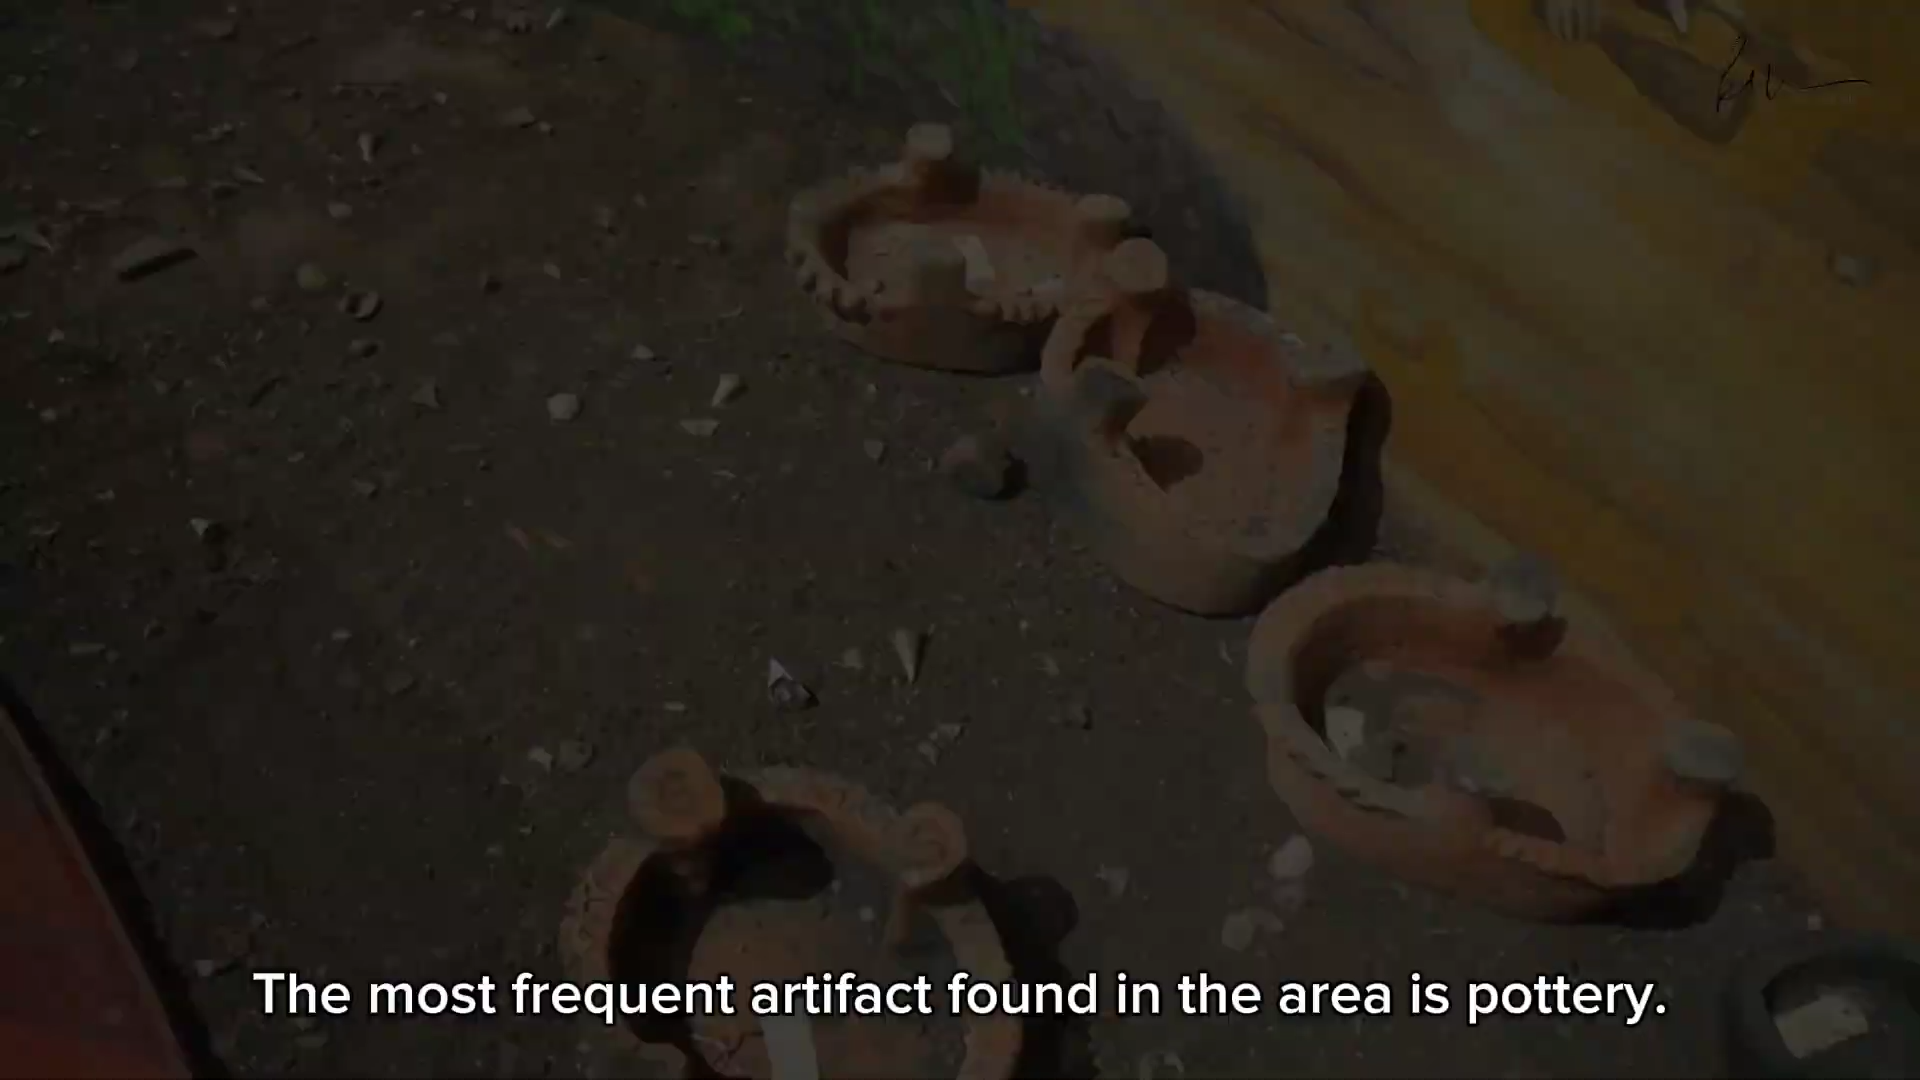 The most frequent artifact found in the area is pottery.